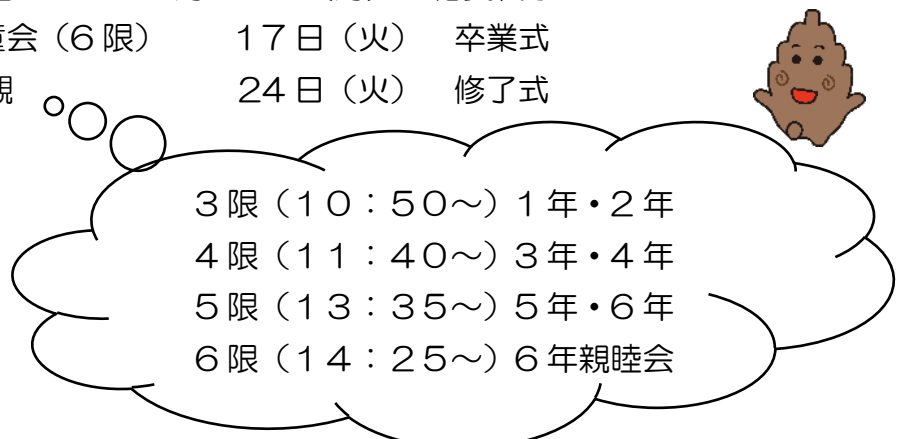 会（６限）　１７日（火）　卒業式
２４日（火）　修了式
３限（１０：５０～）１年・２年
４限（１１：４０～）３年・４年
５限（１３：３５～）５年・６年
６限（１４：２５～）６年親睦会